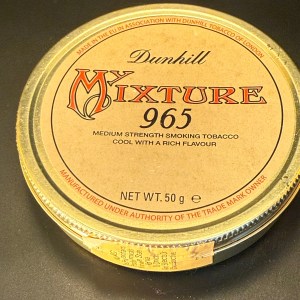 MADE IN THE EU IN ASSOCIATION WITH DUNHILL TOBACCO OF LONDON
Dunhill
MY MIXTURE
965
MEDIUM STRENGTH SMOKING TOBACCO
COOL WITH A RICH FLAVOUR
NET WT. 50 g ℮
MANUFACTURED UNDER AUTHORITY OF THE TRADE MARK OWNER